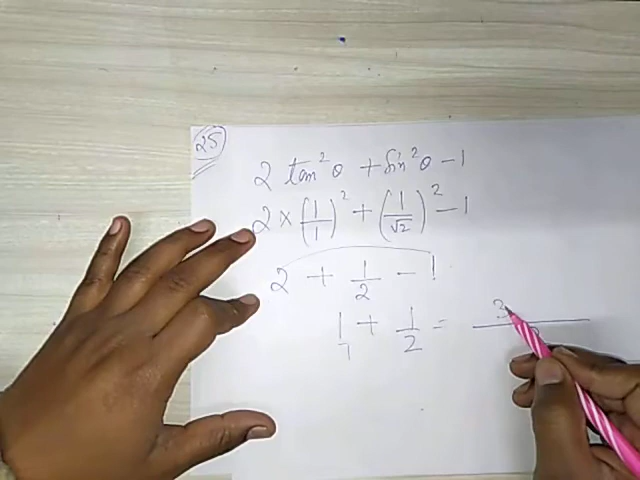 25
2 tan²θ + sin²θ - 1
2 × (1/1)² + (1/√2)² - 1
2 + 1/2 - 1
1/1 + 1/2 = 3